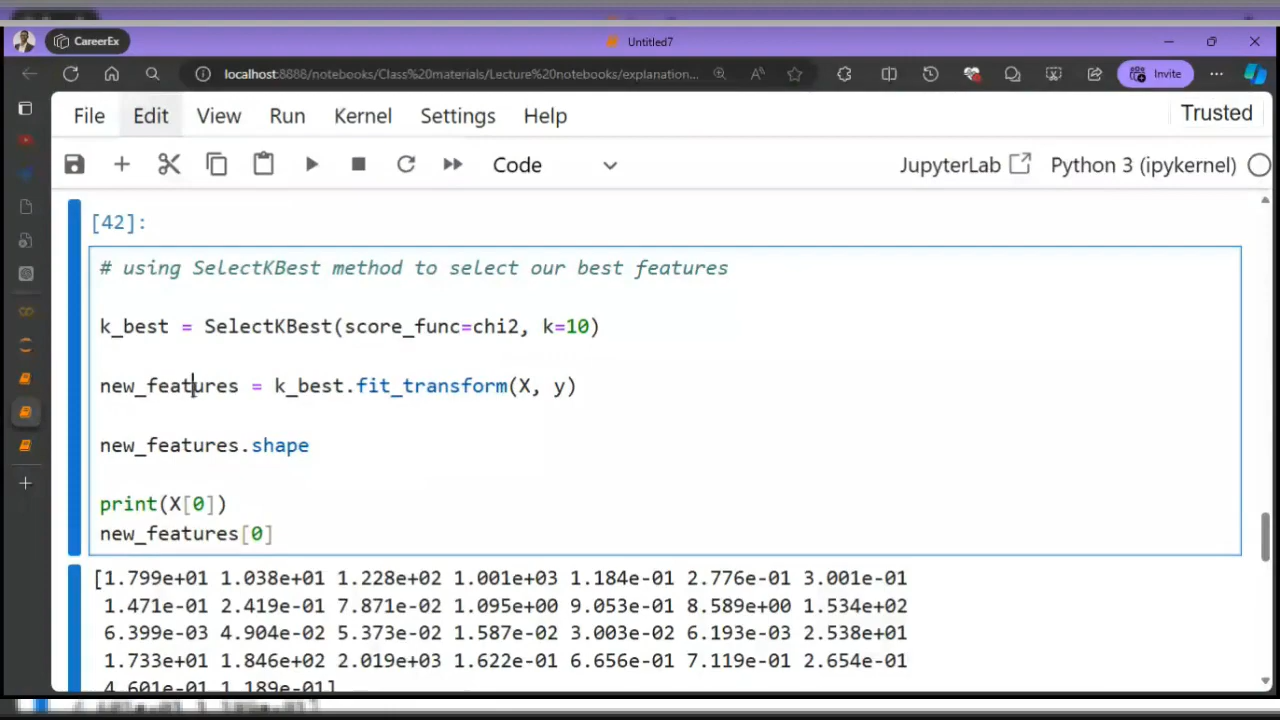 CareerEx
Untitled7
localhost:8888/notebooks/Class%20materials/Lecture%20notebooks/explanation...
Invite
File Edit View Run Kernel Settings Help
Trusted
Code
JupyterLab
Python 3 (ipykernel)
[42]:
# using SelectKBest method to select our best features
k_best = SelectKBest(score_func=chi2, k=10)
new_features = k_best.fit_transform(X, y)
new_features.shape
print(X[0])
new_features[0]
[1.799e+01 1.038e+01 1.228e+02 1.001e+03 1.184e-01 2.776e-01 3.001e-01
1.471e-01 2.419e-01 7.871e-02 1.095e+00 9.053e-01 8.589e+00 1.534e+02
6.399e-03 4.904e-02 5.373e-02 1.587e-02 3.003e-02 6.193e-03 2.538e+01
1.733e+01 1.846e+02 2.019e+03 1.622e-01 6.656e-01 7.119e-01 2.654e-01
4.601e-01 1.189e-01]